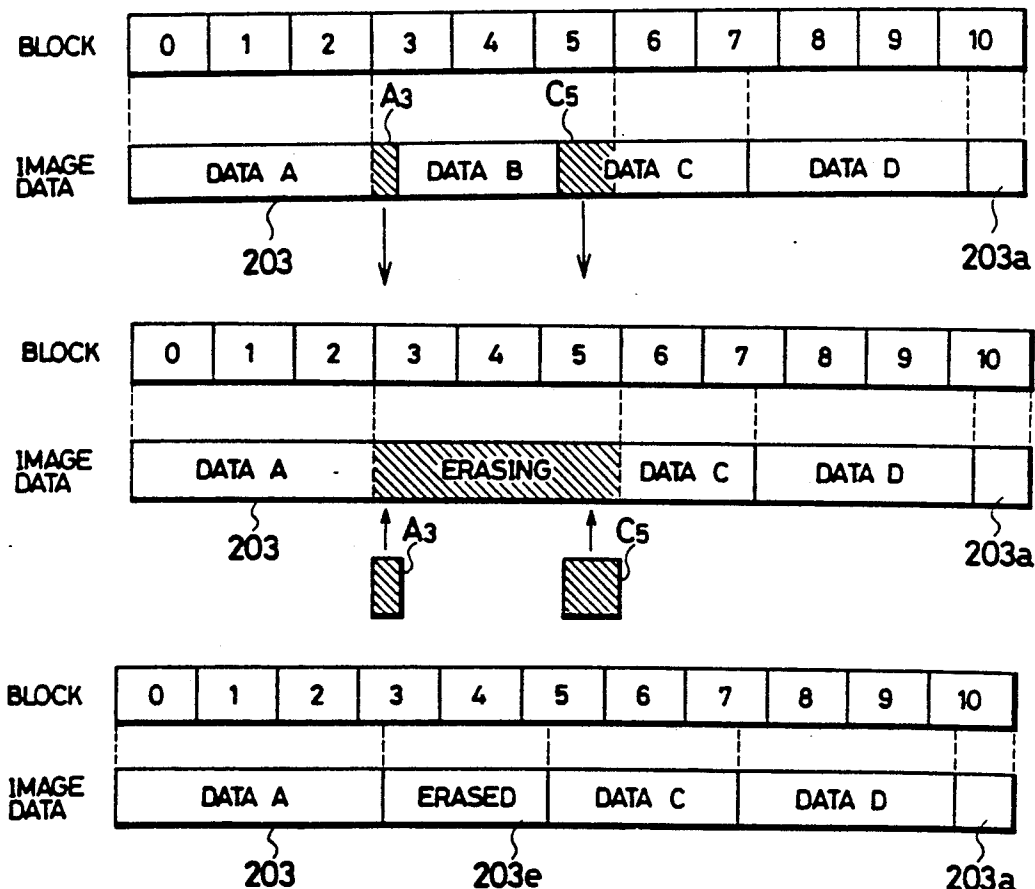 BLOCK 0 1 2 3 4 5 6 7 8 9 10
A3 C5
IMAGE DATA DATA A DATA B DATA C DATA D
203 203a
BLOCK 0 1 2 3 4 5 6 7 8 9 10
IMAGE DATA DATA A ERASING DATA C DATA D
203 A3 C5 203a
BLOCK 0 1 2 3 4 5 6 7 8 9 10
IMAGE DATA DATA A ERASED DATA C DATA D
203 203e 203a